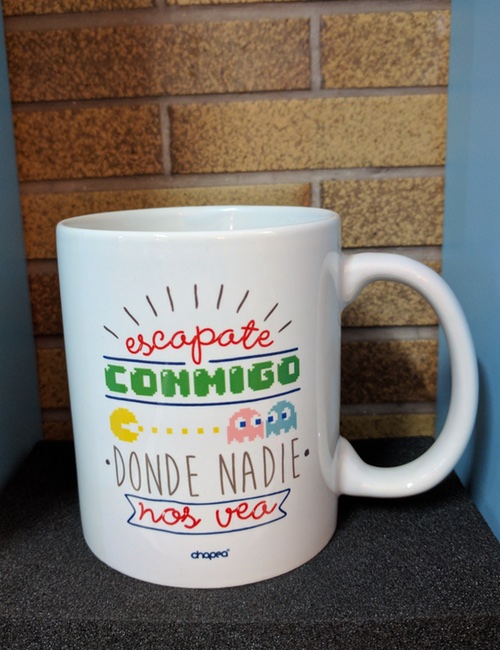 escapate
CONMIGO
·DONDE NADIE·
nos vea
chapea